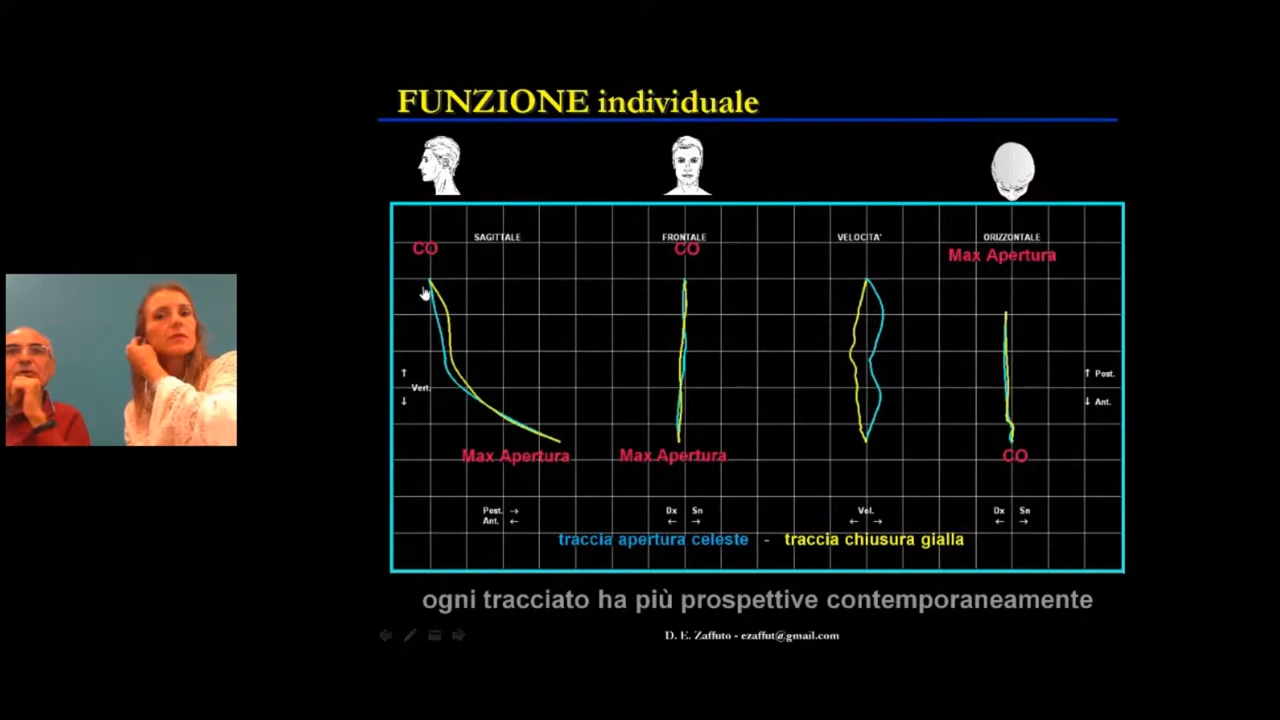 FUNZIONE individuale
SAGITTALE
FRONTALE
VELOCITA'
ORIZZONTALE
CO
CO
Max Apertura
↑
Vert.
↓
↑ Post.
↓ Ant.
Max Apertura
Max Apertura
CO
Post. →
Ant. ←
Dx Sn
← →
Vel.
← →
Dx Sn
← →
traccia apertura celeste - traccia chiusura gialla
ogni tracciato ha più prospettive contemporaneamente
D. E. Zaffuto - ezaffut@gmail.com